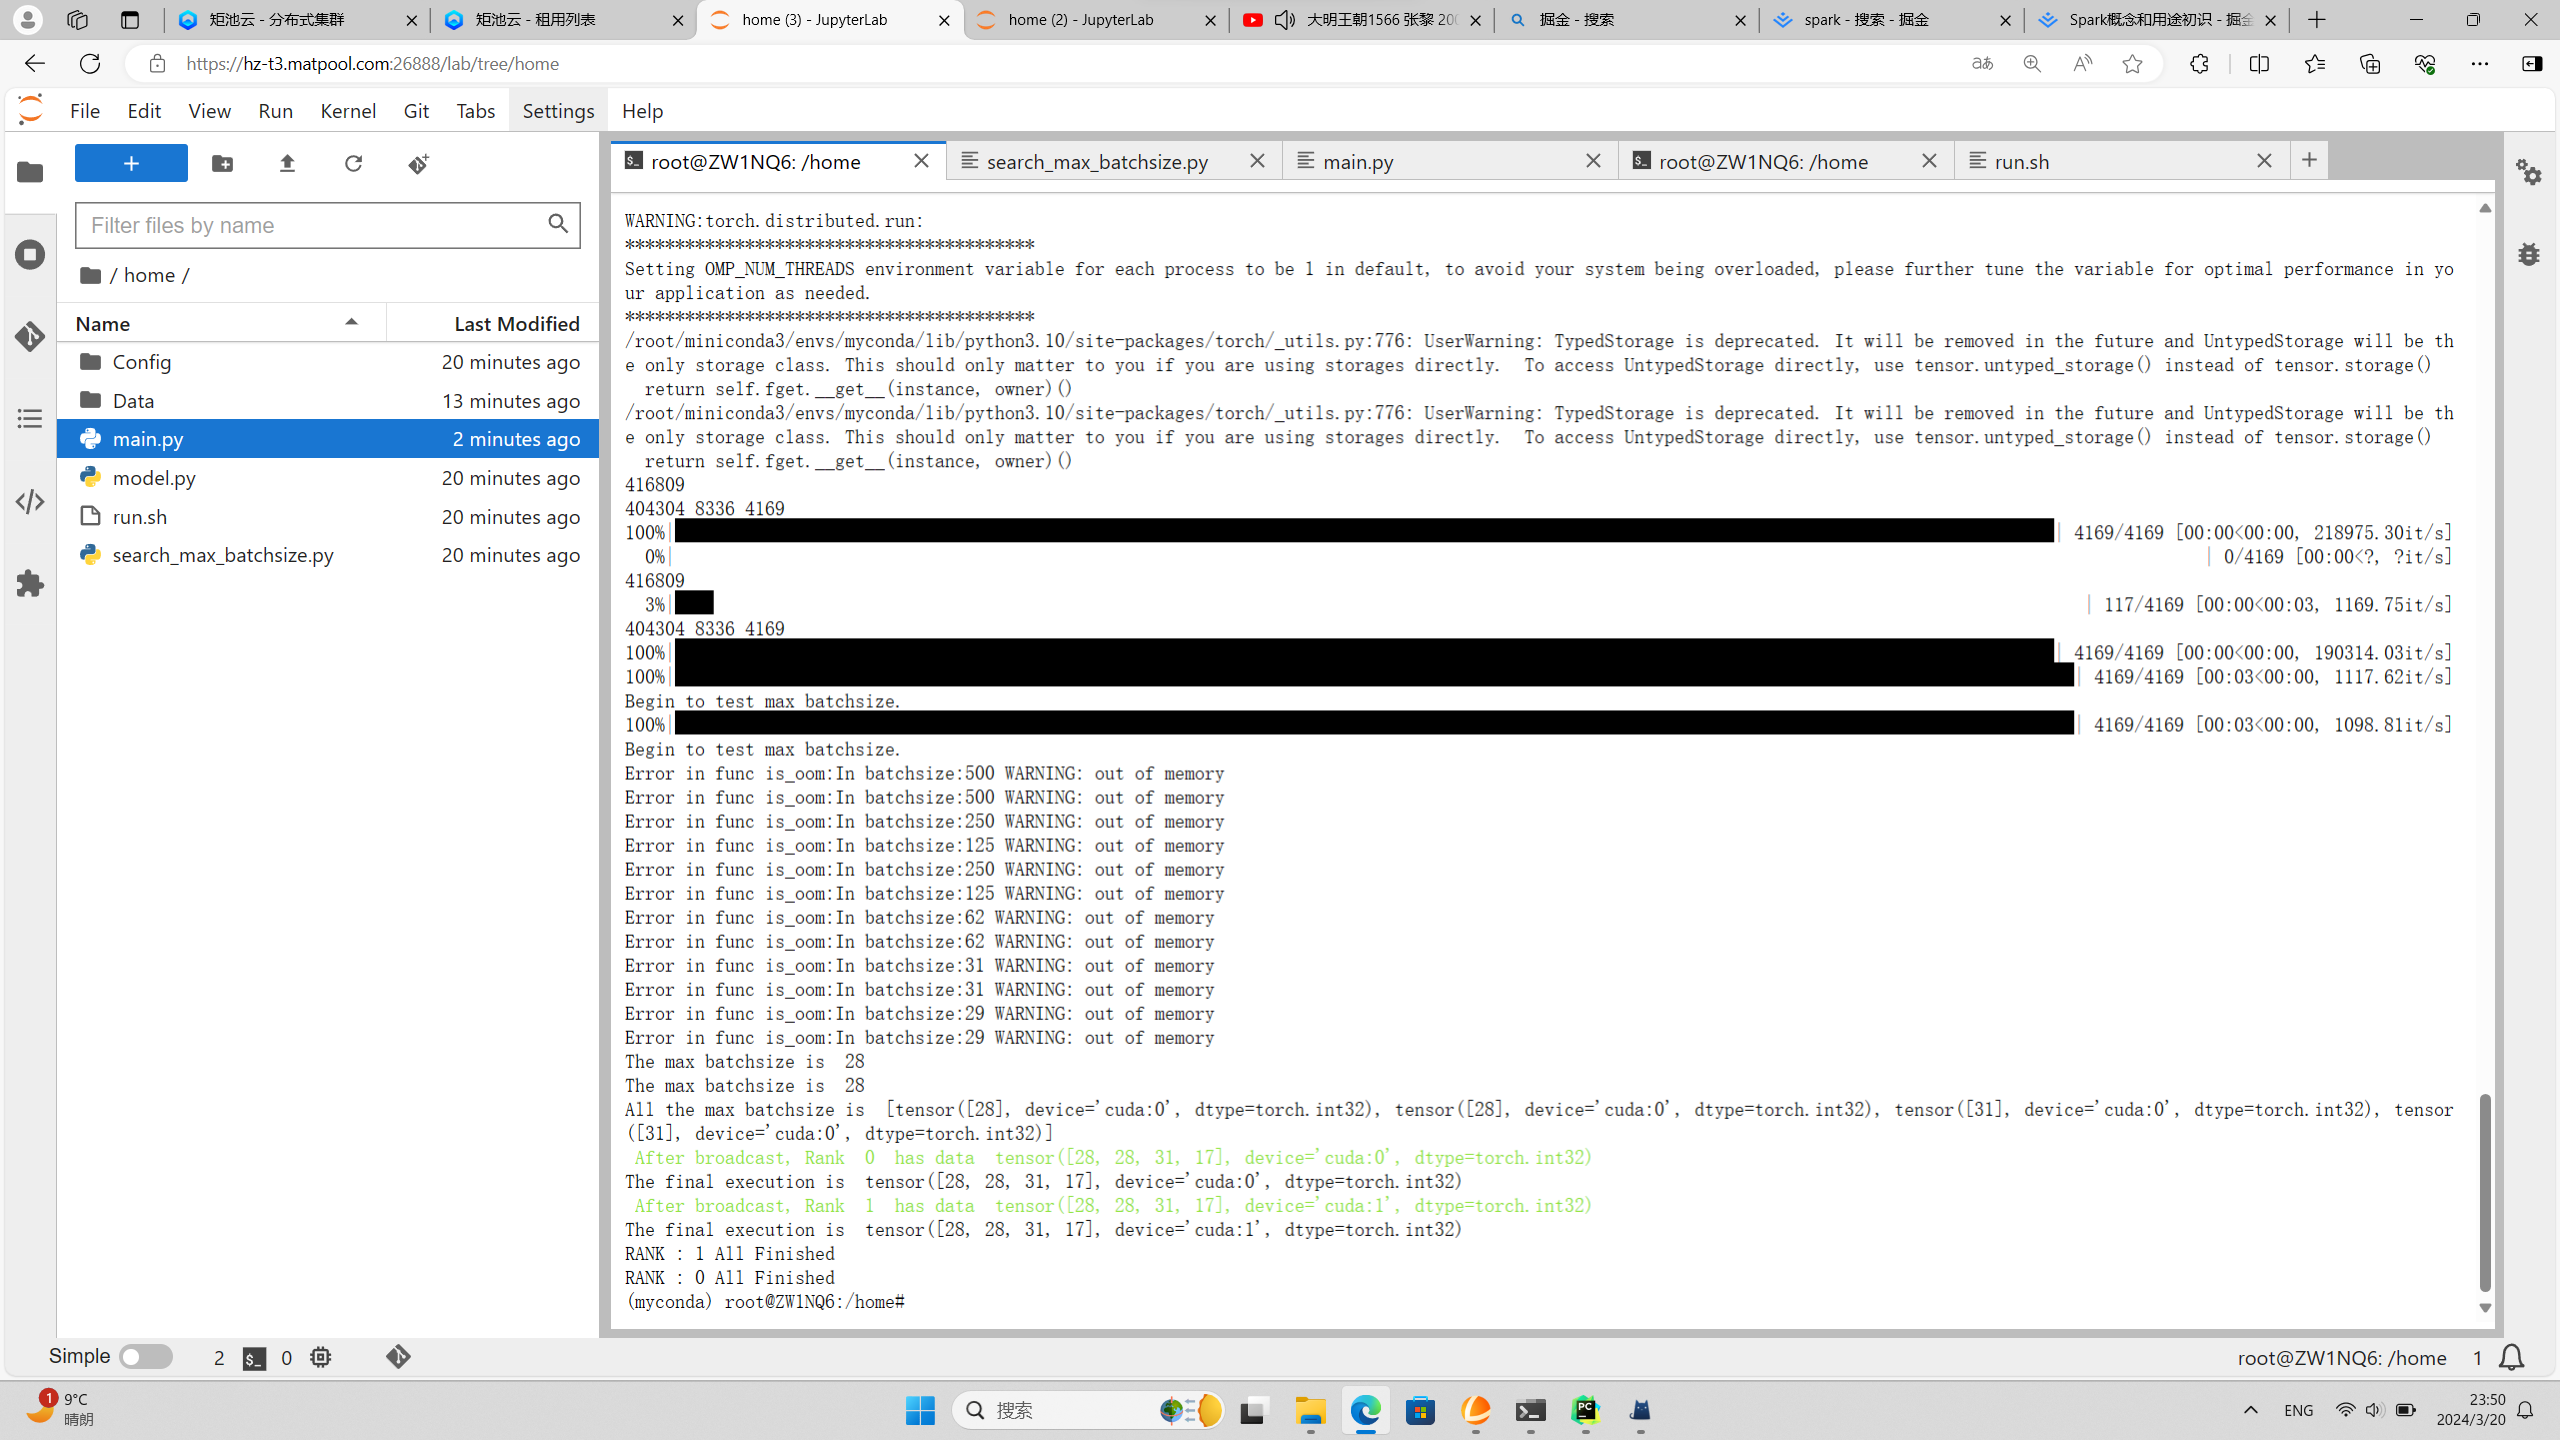 矩池云 - 分布式集群
矩池云 - 租用列表
home (3) - JupyterLab
home (2) - JupyterLab
大明王朝1566 张黎 200
掘金 - 搜索
spark - 搜索 - 掘金
Spark概念和用途初识 - 掘金
https://hz-t3.matpool.com:26888/lab/tree/home
File Edit View Run Kernel Git Tabs Settings Help
root@ZW1NQ6: /home
search_max_batchsize.py
main.py
root@ZW1NQ6: /home
run.sh
Filter files by name
/ home /
Name Last Modified
Config 20 minutes ago
Data 13 minutes ago
main.py 2 minutes ago
model.py 20 minutes ago
run.sh 20 minutes ago
search_max_batchsize.py 20 minutes ago
WARNING:torch.distributed.run:
*****************************************
Setting OMP_NUM_THREADS environment variable for each process to be 1 in default, to avoid your system being overloaded, please further tune the variable for optimal performance in yo
ur application as needed.
*****************************************
/root/miniconda3/envs/myconda/lib/python3.10/site-packages/torch/_utils.py:776: UserWarning: TypedStorage is deprecated. It will be removed in the future and UntypedStorage will be th
e only storage class. This should only matter to you if you are using storages directly.  To access UntypedStorage directly, use tensor.untyped_storage() instead of tensor.storage()
  return self.fget.__get__(instance, owner)()
/root/miniconda3/envs/myconda/lib/python3.10/site-packages/torch/_utils.py:776: UserWarning: TypedStorage is deprecated. It will be removed in the future and UntypedStorage will be th
e only storage class. This should only matter to you if you are using storages directly.  To access UntypedStorage directly, use tensor.untyped_storage() instead of tensor.storage()
  return self.fget.__get__(instance, owner)()
416809
404304 8336 4169
100%| | 4169/4169 [00:00<00:00, 218975.30it/s]
0%| | 0/4169 [00:00<?, ?it/s]
416809
3%| | 117/4169 [00:00<00:03, 1169.75it/s]
404304 8336 4169
100%| | 4169/4169 [00:00<00:00, 190314.03it/s]
100%| | 4169/4169 [00:03<00:00, 1117.62it/s]
Begin to test max batchsize.
100%| | 4169/4169 [00:03<00:00, 1098.81it/s]
Begin to test max batchsize.
Error in func is_oom:In batchsize:500 WARNING: out of memory
Error in func is_oom:In batchsize:500 WARNING: out of memory
Error in func is_oom:In batchsize:250 WARNING: out of memory
Error in func is_oom:In batchsize:125 WARNING: out of memory
Error in func is_oom:In batchsize:250 WARNING: out of memory
Error in func is_oom:In batchsize:125 WARNING: out of memory
Error in func is_oom:In batchsize:62 WARNING: out of memory
Error in func is_oom:In batchsize:62 WARNING: out of memory
Error in func is_oom:In batchsize:31 WARNING: out of memory
Error in func is_oom:In batchsize:31 WARNING: out of memory
Error in func is_oom:In batchsize:29 WARNING: out of memory
Error in func is_oom:In batchsize:29 WARNING: out of memory
The max batchsize is  28
The max batchsize is  28
All the max batchsize is  [tensor([28], device='cuda:0', dtype=torch.int32), tensor([28], device='cuda:0', dtype=torch.int32), tensor([31], device='cuda:0', dtype=torch.int32), tensor
([31], device='cuda:0', dtype=torch.int32)]
After broadcast, Rank  0  has data  tensor([28, 28, 31, 17], device='cuda:0', dtype=torch.int32)
The final execution is  tensor([28, 28, 31, 17], device='cuda:0', dtype=torch.int32)
After broadcast, Rank  1  has data  tensor([28, 28, 31, 17], device='cuda:1', dtype=torch.int32)
The final execution is  tensor([28, 28, 31, 17], device='cuda:1', dtype=torch.int32)
RANK : 1 All Finished
RANK : 0 All Finished
(myconda) root@ZW1NQ6:/home#
Simple 2 0 root@ZW1NQ6: /home 1
1
9°C
晴朗
搜索
ENG
23:50
2024/3/20